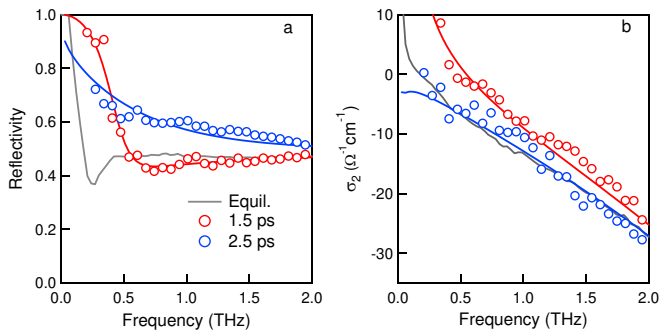 a
Reflectivity
1.0
0.8
0.6
0.4
0.2
0.0
Equil.
1.5 ps
2.5 ps
0.0 0.5 1.0 1.5 2.0
Frequency (THz)
b
σ₂ (Ω⁻¹cm⁻¹)
10
0
-10
-20
-30
0.0 0.5 1.0 1.5 2.0
Frequency (THz)